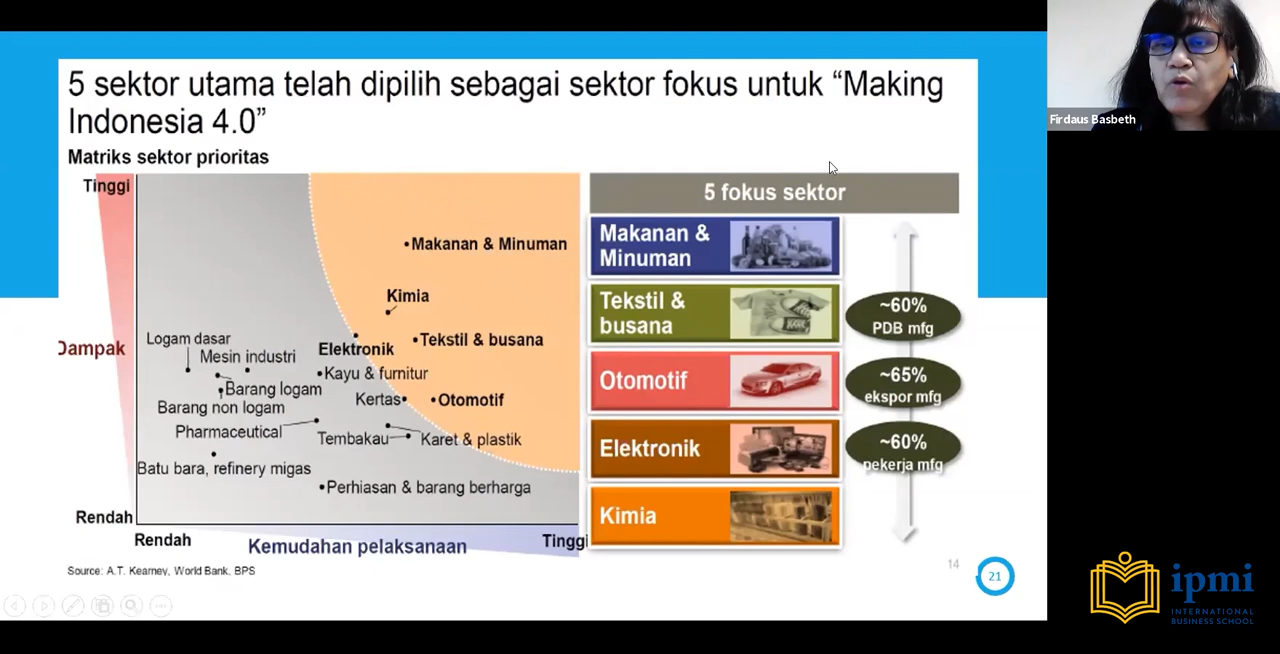 5 sektor utama telah dipilih sebagai sektor fokus untuk “Making
Indonesia 4.0”
Matriks sektor prioritas
Tinggi
Dampak
Rendah
Makanan & Minuman
Kimia
Tekstil & busana
Elektronik
Logam dasar
Mesin industri
Kayu & furnitur
Barang logam
Kertas
Otomotif
Barang non logam
Pharmaceutical
Tembakau
Karet & plastik
Batu bara, refinery migas
Perhiasan & barang berharga
Rendah
Kemudahan pelaksanaan
Tinggi
Source: A.T. Kearney, World Bank, BPS
5 fokus sektor
Makanan &
Minuman
Tekstil &
busana
Otomotif
Elektronik
Kimia
~60%
PDB mfg
~65%
ekspor mfg
~60%
pekerja mfg
14
21
Firdaus Basbeth
ipmi
INTERNATIONAL
BUSINESS SCHOOL